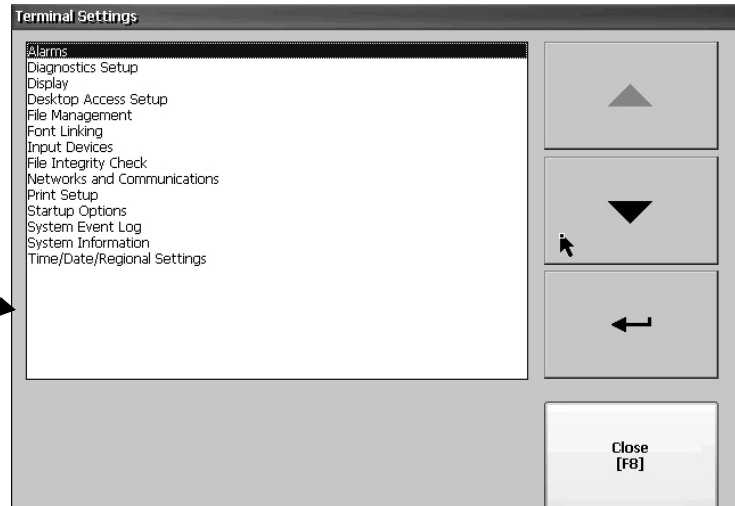 Terminal Settings
Alarms
Diagnostics Setup
Display
Desktop Access Setup
File Management
Font Linking
Input Devices
File Integrity Check
Networks and Communications
Print Setup
Startup Options
System Event Log
System Information
Time/Date/Regional Settings
Close
[F8]